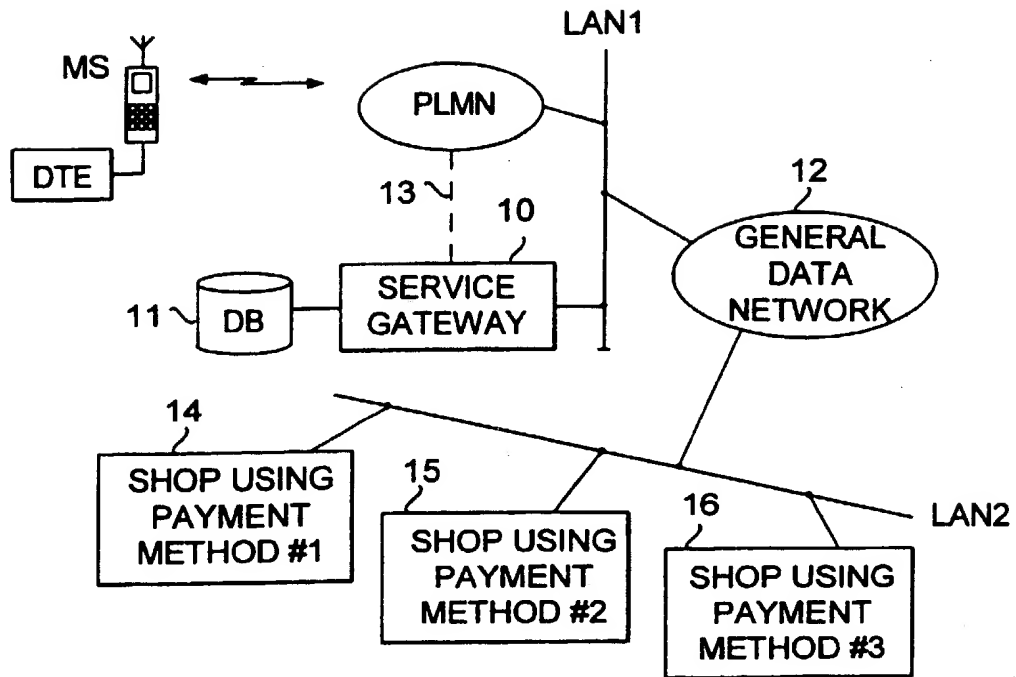 LAN1
MS
PLMN
DTE
13
10
12
GENERAL
DATA
NETWORK
SERVICE
GATEWAY
11
DB
14
SHOP USING
PAYMENT
METHOD #1
15
SHOP USING
PAYMENT
METHOD #2
16
SHOP USING
PAYMENT
METHOD #3
LAN2